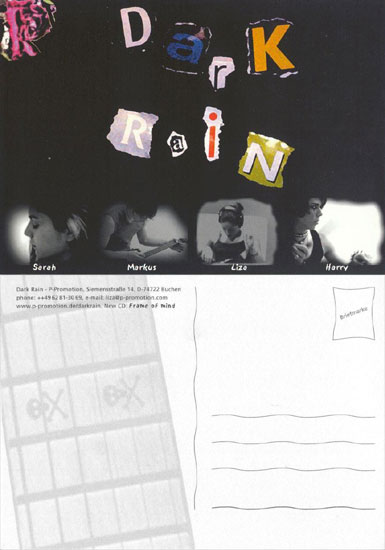 Dark
Rain
Sarah Markus Liza Harry
Dark Rain - P-Promotion, Siemensstraße 14, D-74722 Buchen
phone: ++49 62 81-30 69, e-mail: liza@p-promotion.com
www.p-promotion.de/darkrain. New CD: Frame of mind
Briefmarke